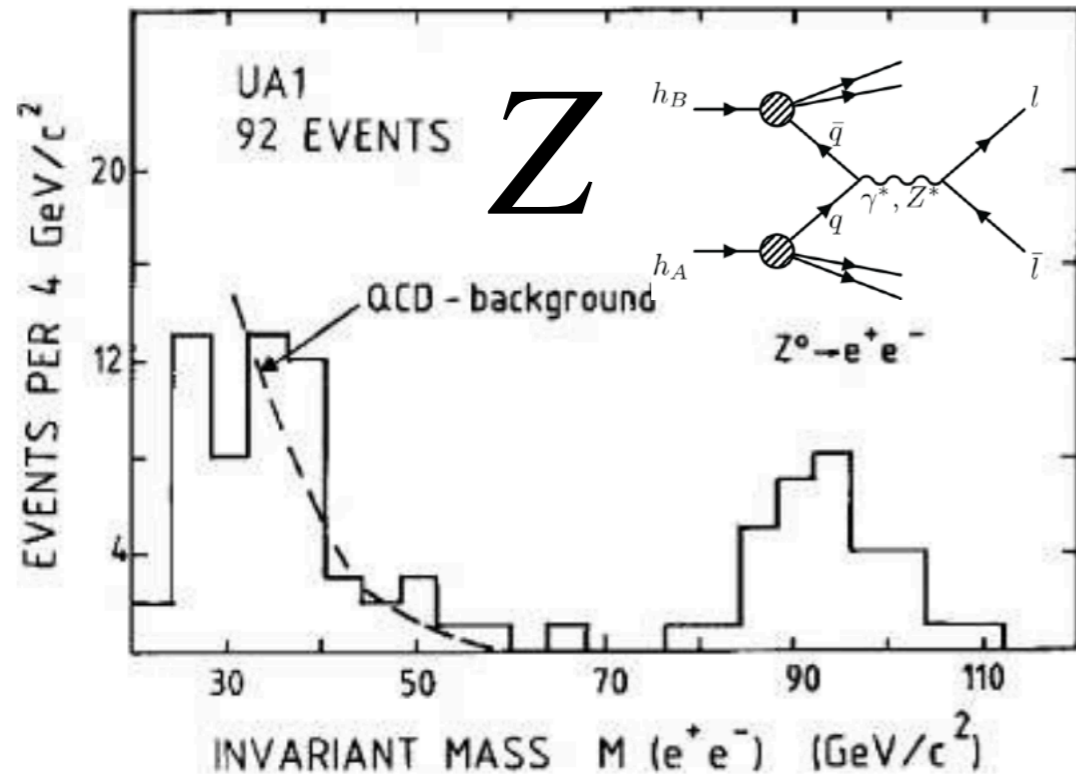 UA1
92 EVENTS
Z
h_B
q̄
l
γ*, Z*
q
h_A
l̄
QCD - background
Z⁰→e⁺e⁻
EVENTS PER 4 GeV/c²
20
12
4
30 50 70 90 110
INVARIANT MASS M (e⁺e⁻) (GeV/c²)